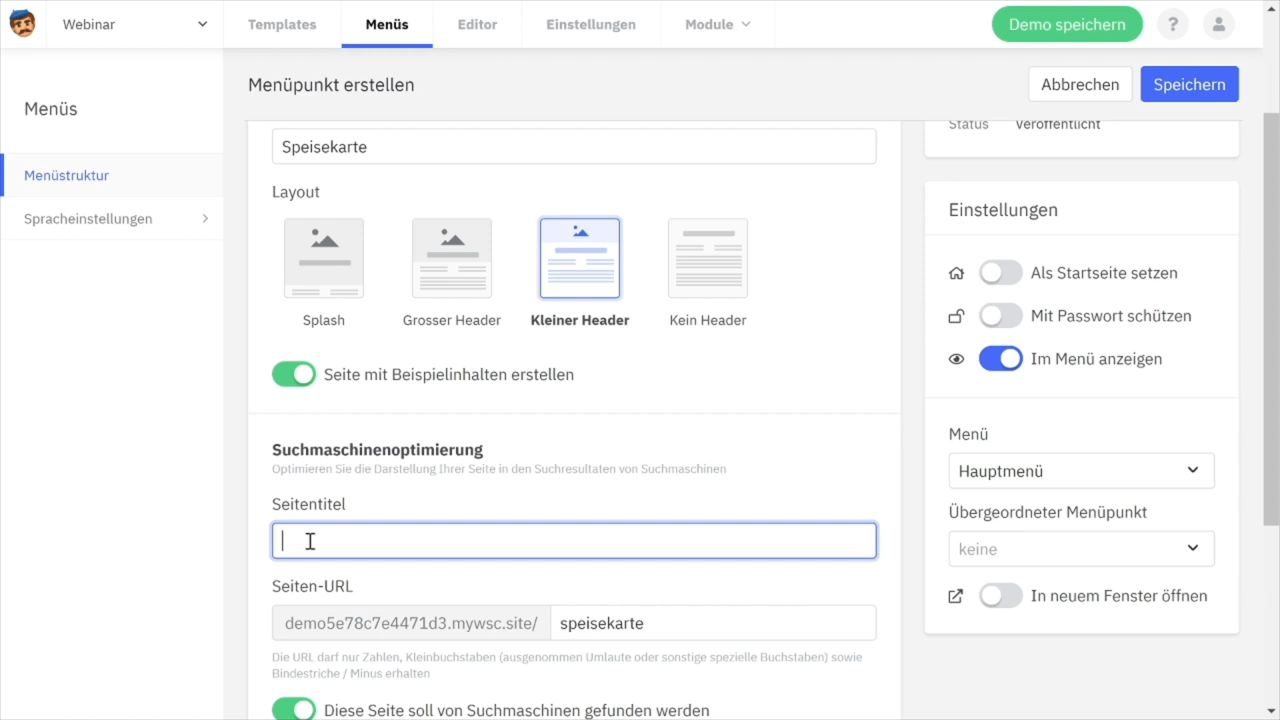 Webinar
Templates
Menüs
Editor
Einstellungen
Module
Demo speichern
?
Menüpunkt erstellen
Abbrechen
Speichern
Menüs
Menüstruktur
Spracheinstellungen
Speisekarte
Layout
Splash
Grosser Header
Kleiner Header
Kein Header
Seite mit Beispielinhalten erstellen
Suchmaschinenoptimierung
Optimieren Sie die Darstellung Ihrer Seite in den Suchresultaten von Suchmaschinen
Seitentitel
Seiten-URL
demo5e78c7e4471d3.mywsc.site/ speisekarte
Die URL darf nur Zahlen, Kleinbuchstaben (ausgenommen Umlaute oder sonstige spezielle Buchstaben) sowie
Bindestriche / Minus erhalten
Diese Seite soll von Suchmaschinen gefunden werden
Status Veröffentlicht
Einstellungen
Als Startseite setzen
Mit Passwort schützen
Im Menü anzeigen
Menü
Hauptmenü
Übergeordneter Menüpunkt
keine
In neuem Fenster öffnen